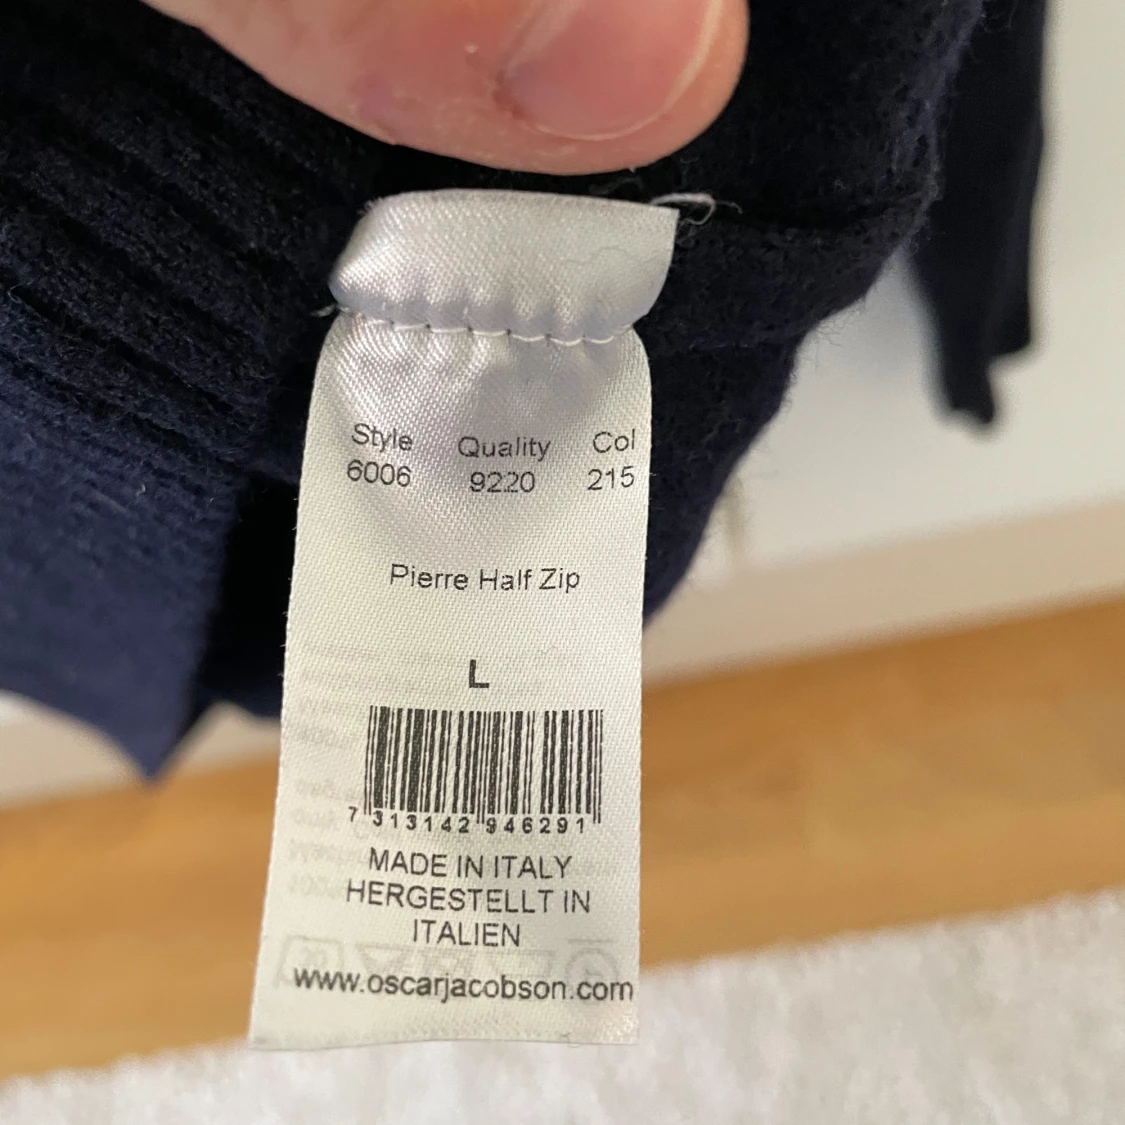 Style Quality Col
6006 9220 215
Pierre Half Zip
L
7 313142 946291
MADE IN ITALY
HERGESTELLT IN
ITALIEN
www.oscarjacobson.com